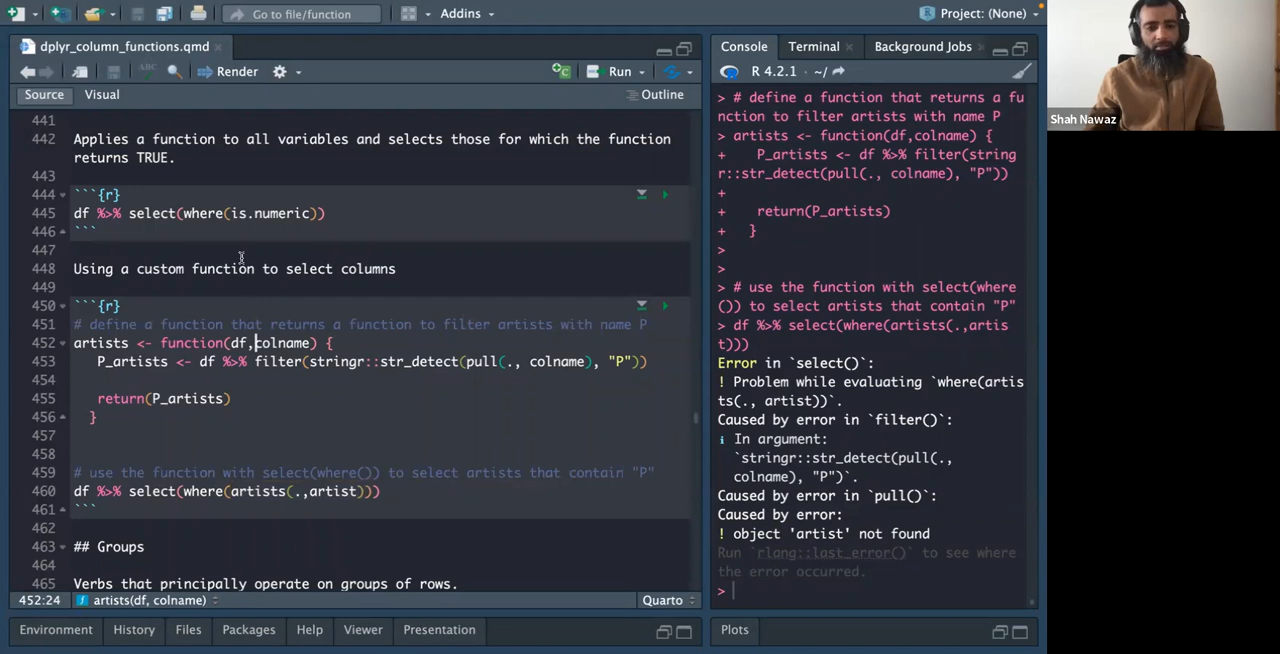 Go to file/function
Addins
Project: (None)
dplyr_column_functions.qmd
ABC
Render
Run
Source
Visual
Outline
441
442 Applies a function to all variables and selects those for which the function
returns TRUE.
443
444 ```{r}
445 df %>% select(where(is.numeric))
446 ```
447
448 Using a custom function to select columns
449
450 ```{r}
451 # define a function that returns a function to filter artists with name P
452 artists <- function(df,colname) {
453 P_artists <- df %>% filter(stringr::str_detect(pull(., colname), "P"))
454
455 return(P_artists)
456 }
457
458
459 # use the function with select(where()) to select artists that contain "P"
460 df %>% select(where(artists(.,artist)))
461 ```
462
463 ## Groups
464
465 Verbs that principally operate on groups of rows.
452:24 artists(df, colname)
Quarto
Environment
History
Files
Packages
Help
Viewer
Presentation
Console
Terminal
Background Jobs
R 4.2.1 · ~/
> # define a function that returns a fu
nction to filter artists with name P
> artists <- function(df,colname) {
+ P_artists <- df %>% filter(string
r::str_detect(pull(., colname), "P"))
+
+ return(P_artists)
+ }
>
>
> # use the function with select(where
()) to select artists that contain "P"
> df %>% select(where(artists(.,artis
t)))
Error in `select()`:
! Problem while evaluating `where(artis
ts(., artist))`.
Caused by error in `filter()`:
i In argument:
`stringr::str_detect(pull(.,
colname), "P")`.
Caused by error in `pull()`:
Caused by error:
! object 'artist' not found
Run `rlang::last_error()` to see where
the error occurred.
>
Plots
Shah Nawaz